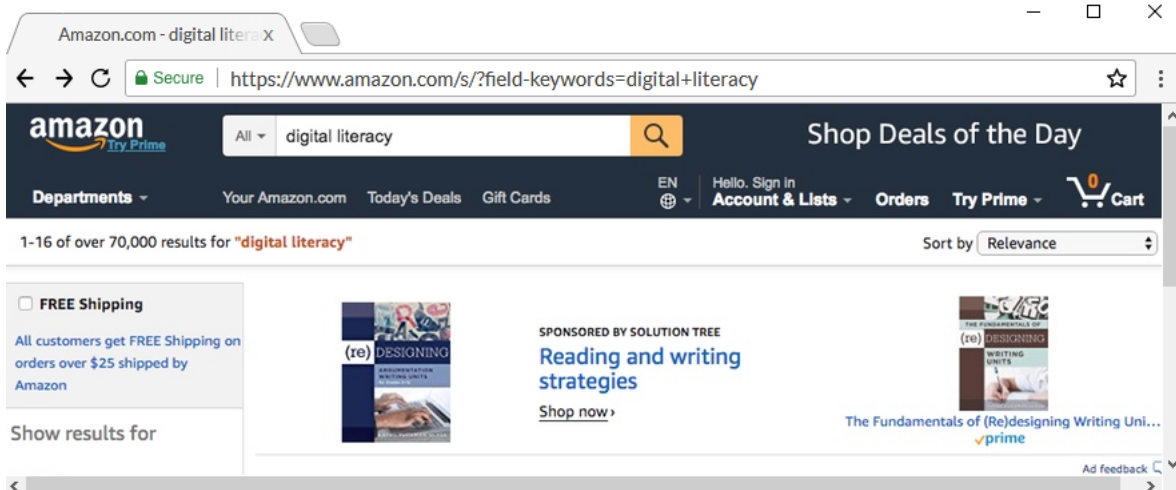 Amazon.com - digital litera X
Secure https://www.amazon.com/s/?field-keywords=digital+literacy
amazon
Try Prime
All digital literacy
Shop Deals of the Day
Departments Your Amazon.com Today's Deals Gift Cards EN Hello. Sign in
Account & Lists Orders Try Prime 0 Cart
1-16 of over 70,000 results for "digital literacy" Sort by Relevance
FREE Shipping
All customers get FREE Shipping on
orders over $25 shipped by
Amazon
Show results for
(re) DESIGNING
ARGUMENTATION
WRITING UNITS
SPONSORED BY SOLUTION TREE
Reading and writing
strategies
Shop now ›
THE FUNDAMENTALS OF
(re) DESIGNING
WRITING
UNITS
The Fundamentals of (Re)designing Writing Uni...
prime
Ad feedback